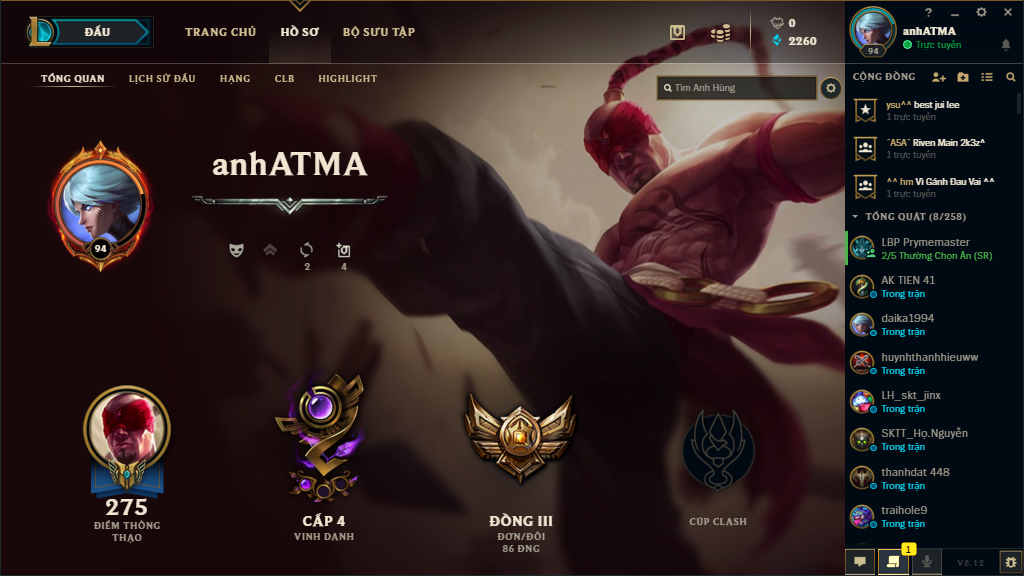 ĐẤU
TRANG CHỦ
HỒ SƠ
BỘ SƯU TẬP
0
2260
TỔNG QUAN
LỊCH SỬ ĐẤU
HẠNG
CLB
HIGHLIGHT
Tìm Anh Hùng
anhATMA
94
2
4
275
ĐIỂM THÔNG
THẠO
CẤP 4
VINH DANH
ĐỒNG III
ĐƠN/ĐÔI
86 ĐNG
CÚP CLASH
?
94
anhATMA
Trực tuyến
CỘNG ĐỒNG
ysu^^ best jui lee
1 trực tuyến
ˆA5Aˆ Riven Main 2k3z^
1 trực tuyến
^^ hm Vì Gánh Đau Vai ^^
1 trực tuyến
TỔNG QUÁT (8/258)
LBP Prymemaster
2/5 Thường Chọn Ẩn (SR)
AK TIEN 41
Trong trận
daika1994
Trong trận
huynhthanhhieuww
Trong trận
LH_skt_jinx
Trong trận
SKTT_Họ.Nguyễn
Trong trận
thanhdat 448
Trong trận
traihole9
Trong trận
1
V8.12